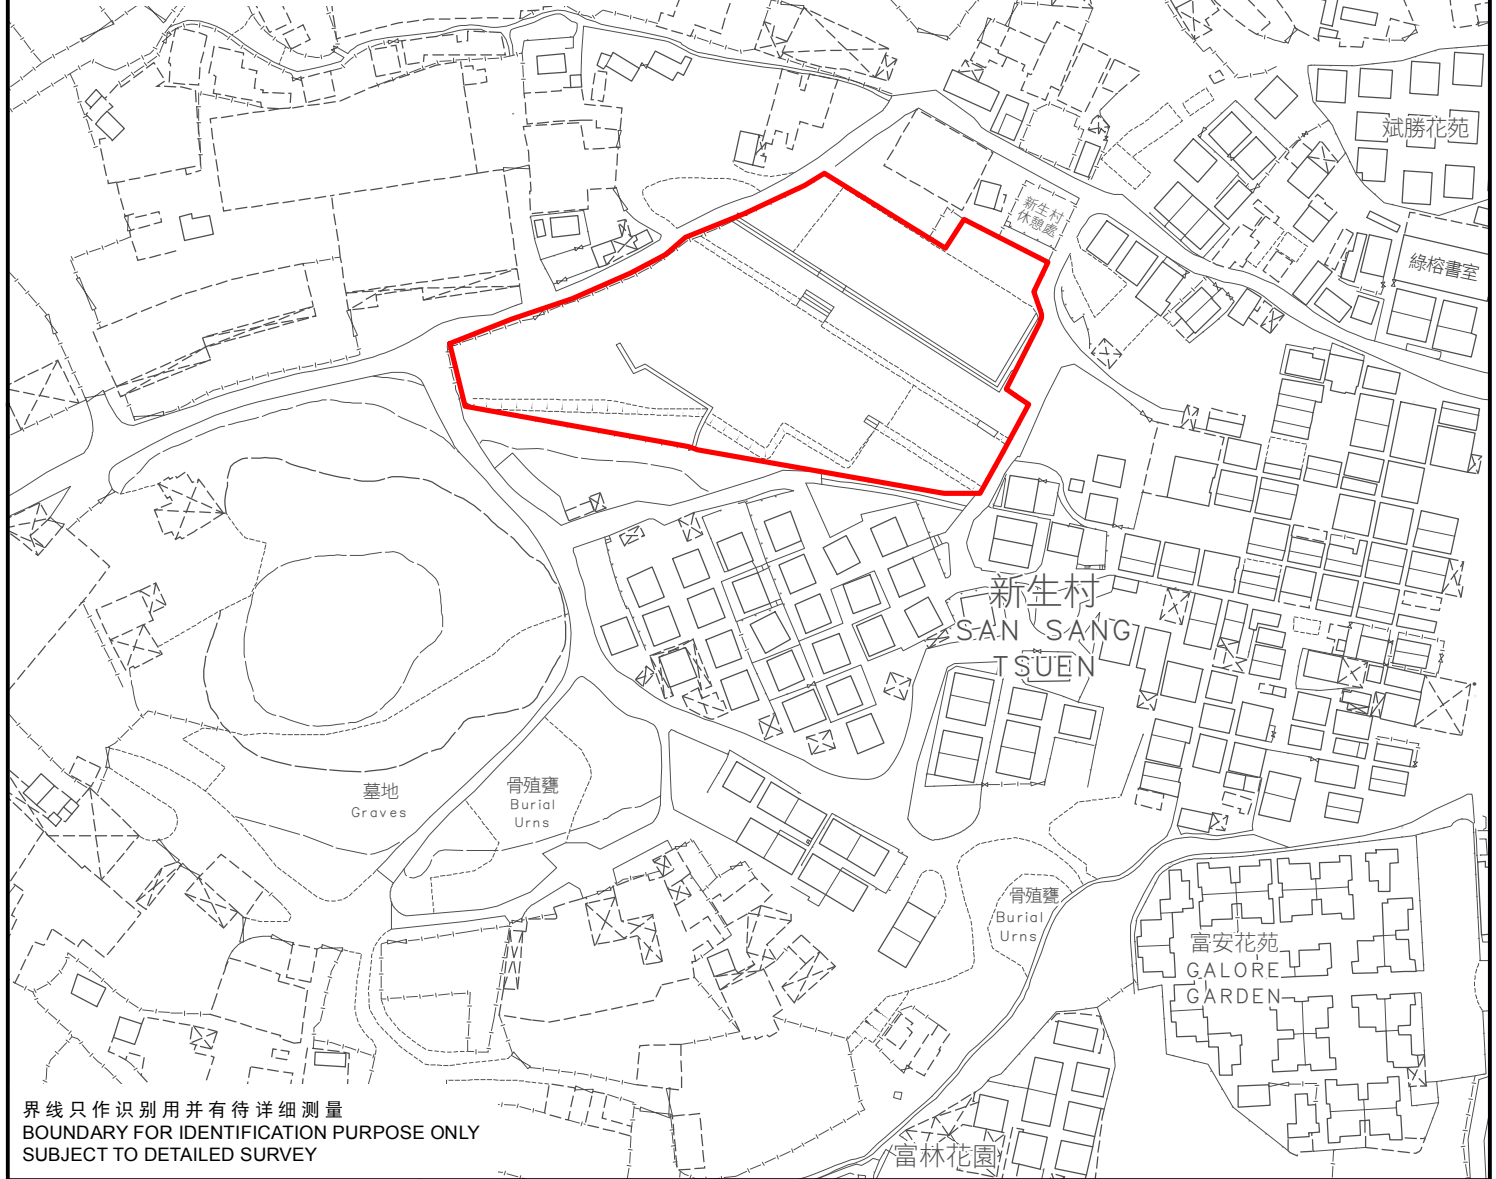 斌勝花苑
新生村
休憩處
綠榕書室
新生村
SAN SANG
TSUEN
墓地
Graves
骨殖甕
Burial
Urns
骨殖甕
Burial
Urns
富安花苑
GALORE
GARDEN
界线只作识别用并有待详细测量
BOUNDARY FOR IDENTIFICATION PURPOSE ONLY
SUBJECT TO DETAILED SURVEY
富林花園